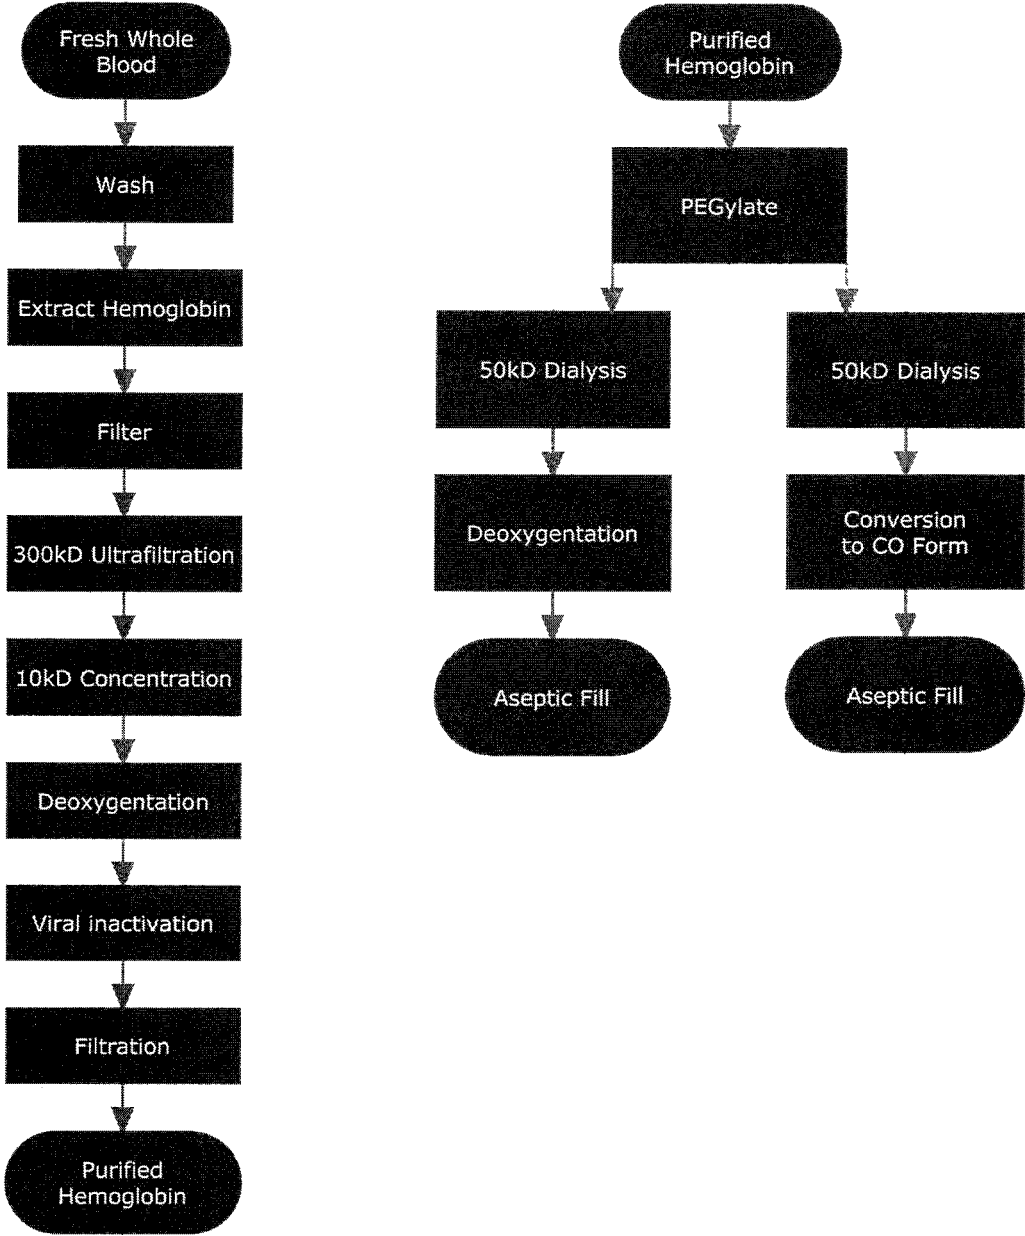 Fresh Whole
Blood
Wash
Extract Hemoglobin
Filter
300kD Ultrafiltration
10kD Concentration
Deoxygentation
Viral inactivation
Filtration
Purified
Hemoglobin
Purified
Hemoglobin
PEGylate
50kD Dialysis
Deoxygentation
Aseptic Fill
50kD Dialysis
Conversion
to CO Form
Aseptic Fill